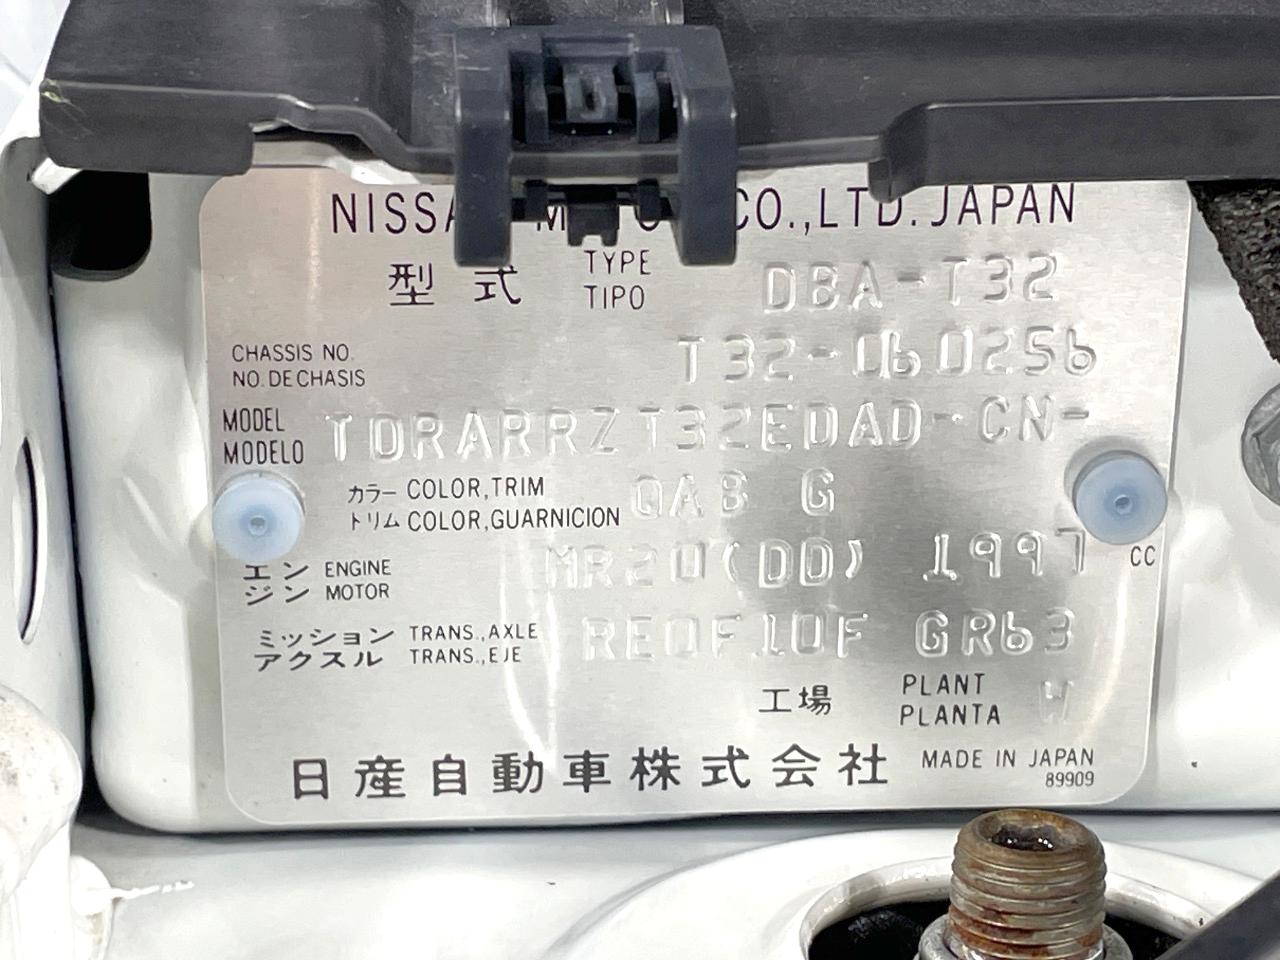 NISSAN MOTOR CO.,LTD. JAPAN
型式 TYPE TIPO DBA-T32
CHASSIS NO. NO. DE CHASIS T32-060256
MODEL MODELO TDRARRZT32EDAD-CN-
カラー COLOR,TRIM
トリム COLOR,GUARNICION QAB G
エンジン ENGINE MOTOR MR20(DD) 1997 CC
ミッション TRANS.,AXLE
アクスル TRANS.,EJE RE0F10F GR63
工場 PLANT PLANTA W
日産自動車株式会社 MADE IN JAPAN
89909